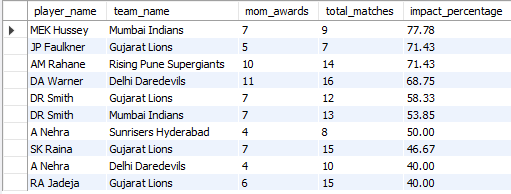 player_name team_name mom_awards total_matches impact_percentage
MEK Hussey Mumbai Indians 7 9 77.78
JP Faulkner Gujarat Lions 5 7 71.43
AM Rahane Rising Pune Supergiants 10 14 71.43
DA Warner Delhi Daredevils 11 16 68.75
DR Smith Gujarat Lions 7 12 58.33
DR Smith Mumbai Indians 7 13 53.85
A Nehra Sunrisers Hyderabad 4 8 50.00
SK Raina Gujarat Lions 7 15 46.67
A Nehra Delhi Daredevils 4 10 40.00
RA Jadeja Gujarat Lions 6 15 40.00